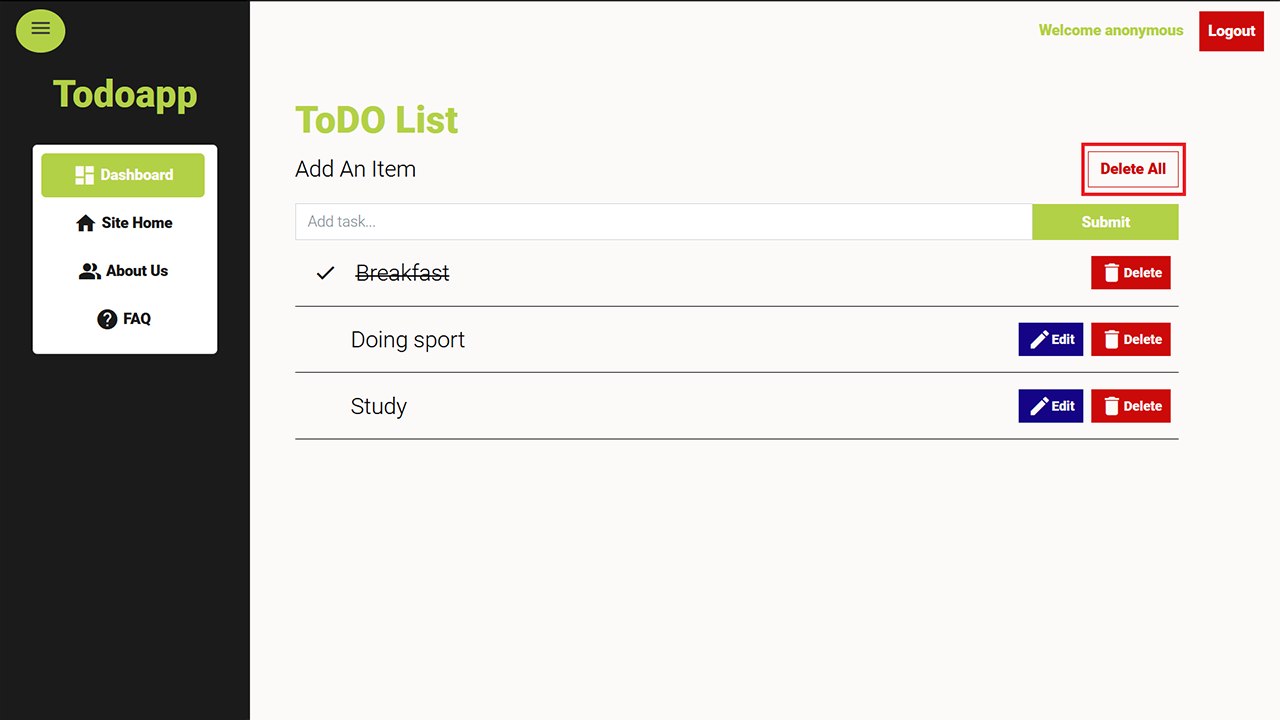 Welcome anonymous Logout
Todoapp
Dashboard
Site Home
About Us
FAQ
ToDO List
Add An Item
Delete All
Add task...
Submit
Breakfast
Delete
Doing sport
Edit
Delete
Study
Edit
Delete